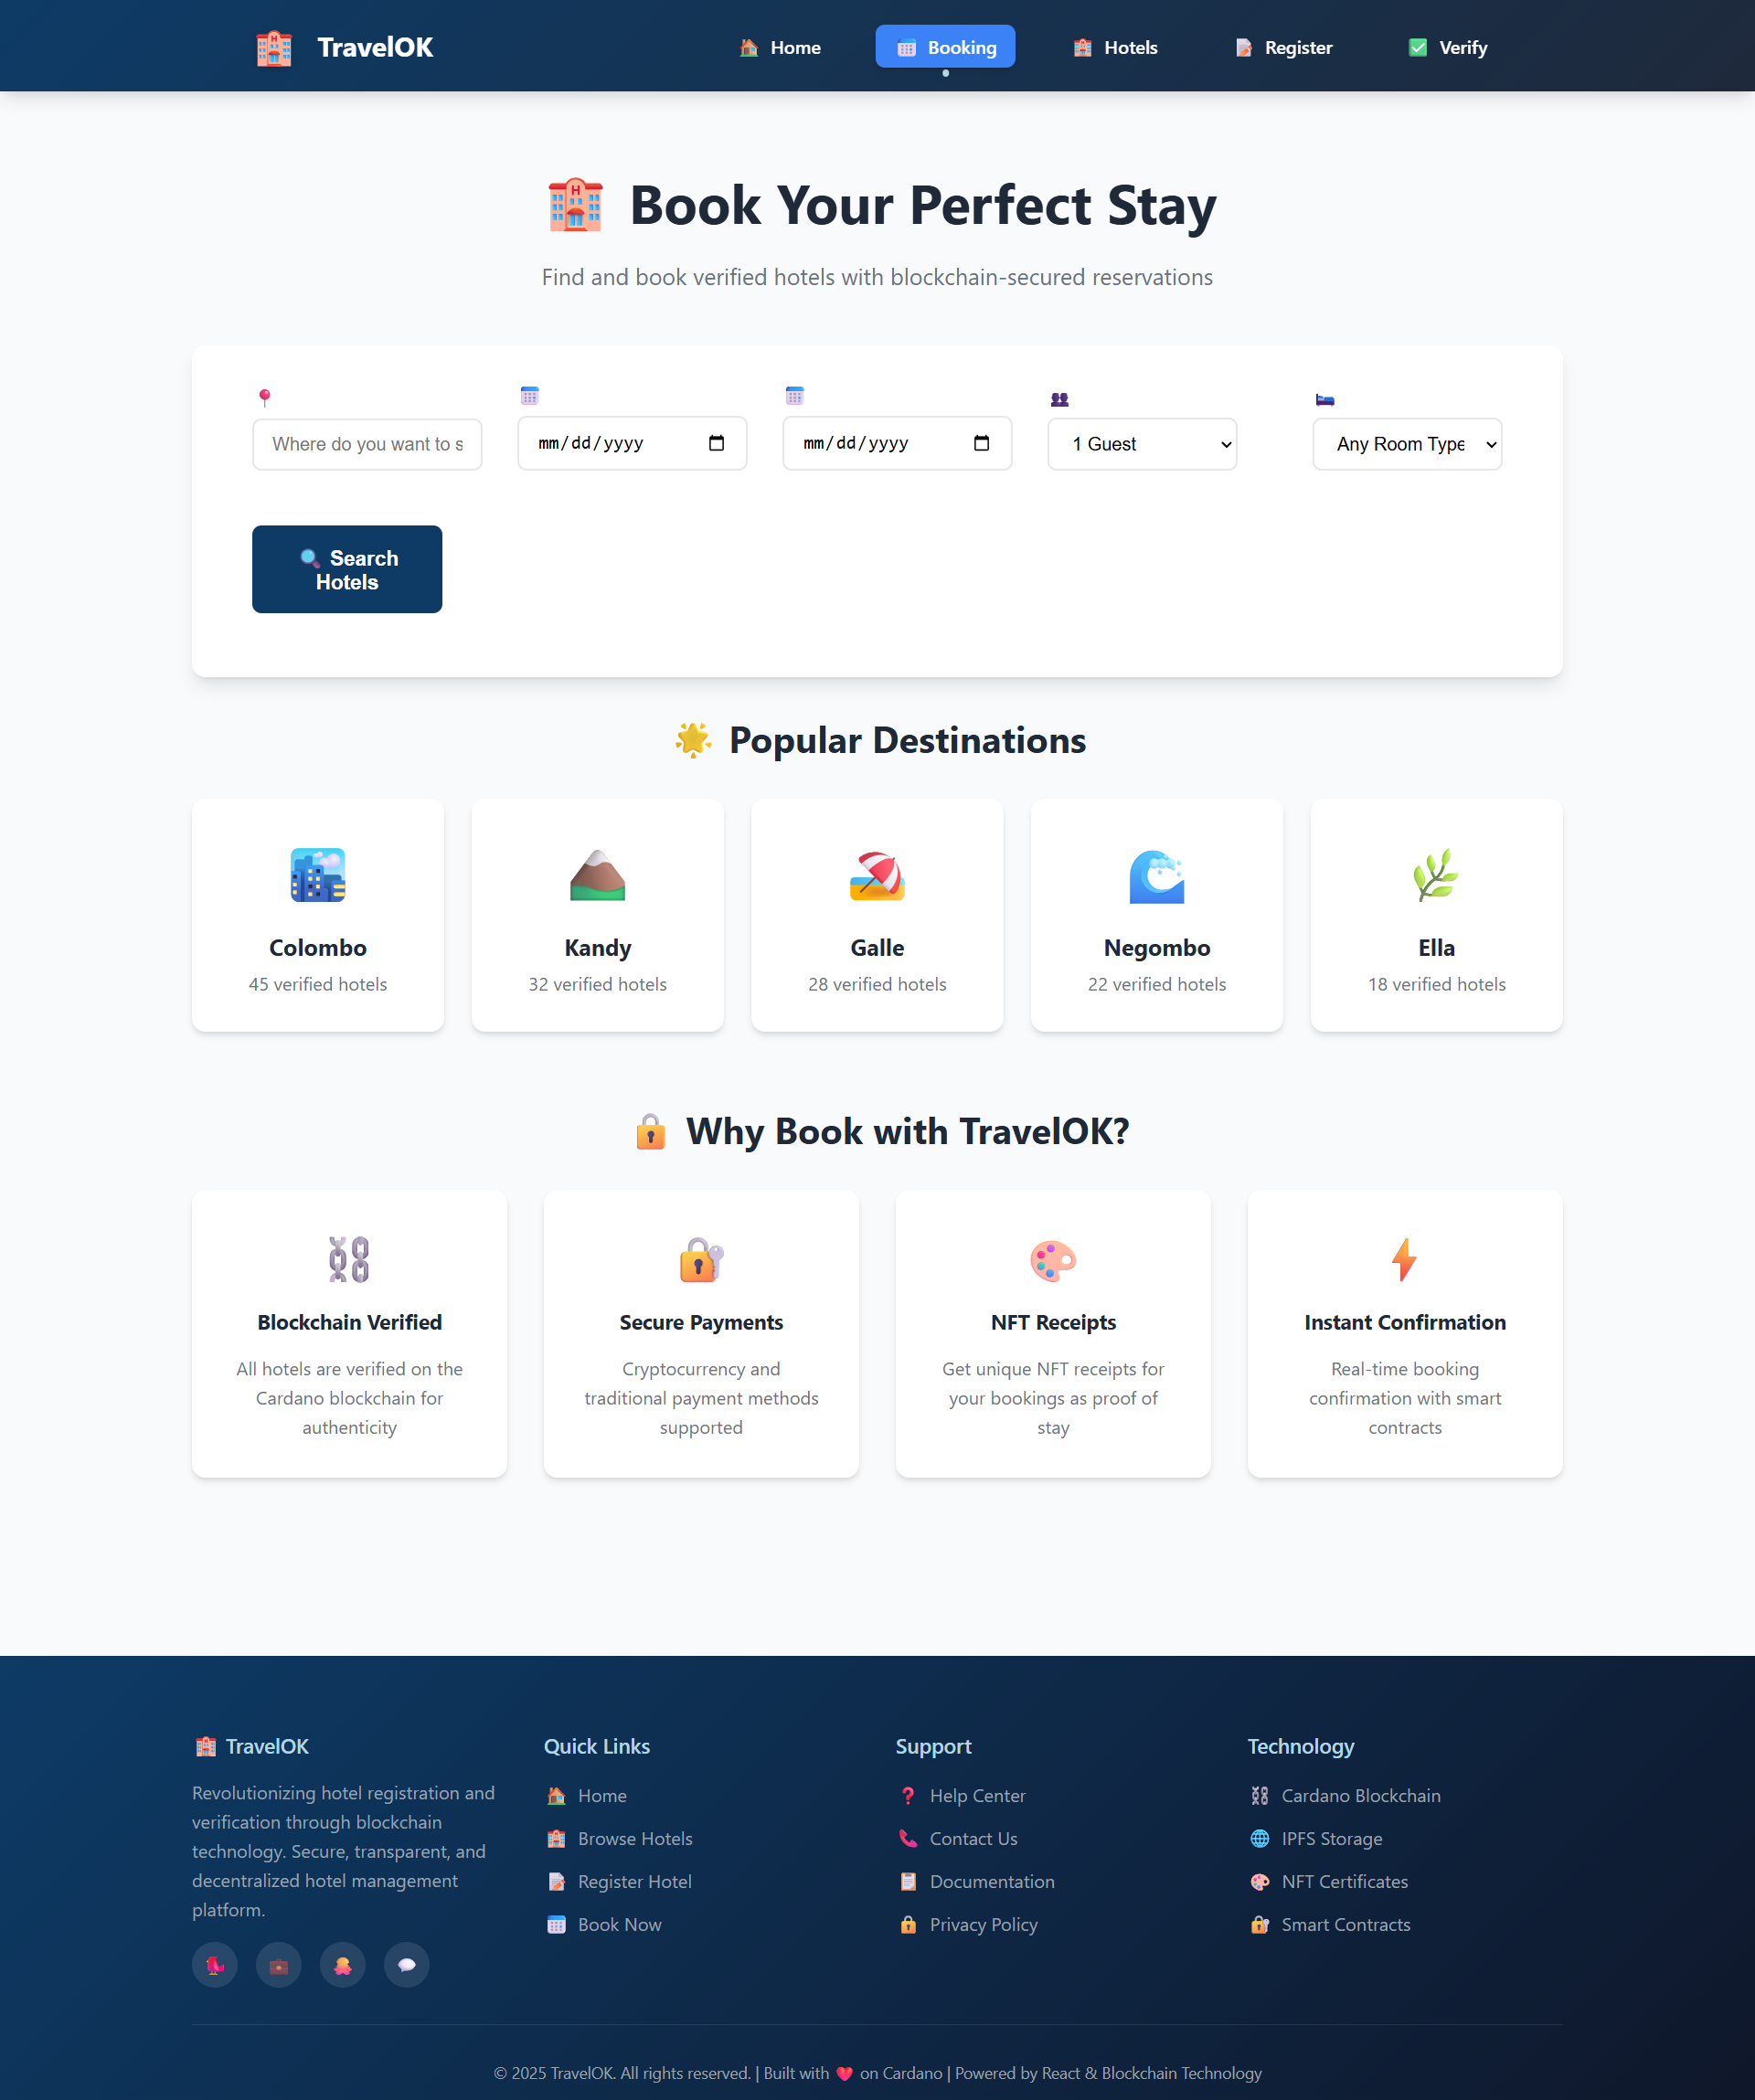 TravelOK
Home
Booking
Hotels
Register
Verify
Book Your Perfect Stay
Find and book verified hotels with blockchain-secured reservations
Where do you want to s
mm/dd/yyyy
mm/dd/yyyy
1 Guest
Any Room Type
Search
Hotels
Popular Destinations
Colombo
45 verified hotels
Kandy
32 verified hotels
Galle
28 verified hotels
Negombo
22 verified hotels
Ella
18 verified hotels
Why Book with TravelOK?
Blockchain Verified
All hotels are verified on the
Cardano blockchain for
authenticity
Secure Payments
Cryptocurrency and
traditional payment methods
supported
NFT Receipts
Get unique NFT receipts for
your bookings as proof of
stay
Instant Confirmation
Real-time booking
confirmation with smart
contracts
TravelOK
Revolutionizing hotel registration and
verification through blockchain
technology. Secure, transparent, and
decentralized hotel management
platform.
Quick Links
Home
Browse Hotels
Register Hotel
Book Now
Support
Help Center
Contact Us
Documentation
Privacy Policy
Technology
Cardano Blockchain
IPFS Storage
NFT Certificates
Smart Contracts
© 2025 TravelOK. All rights reserved. | Built with ❤️ on Cardano | Powered by React & Blockchain Technology